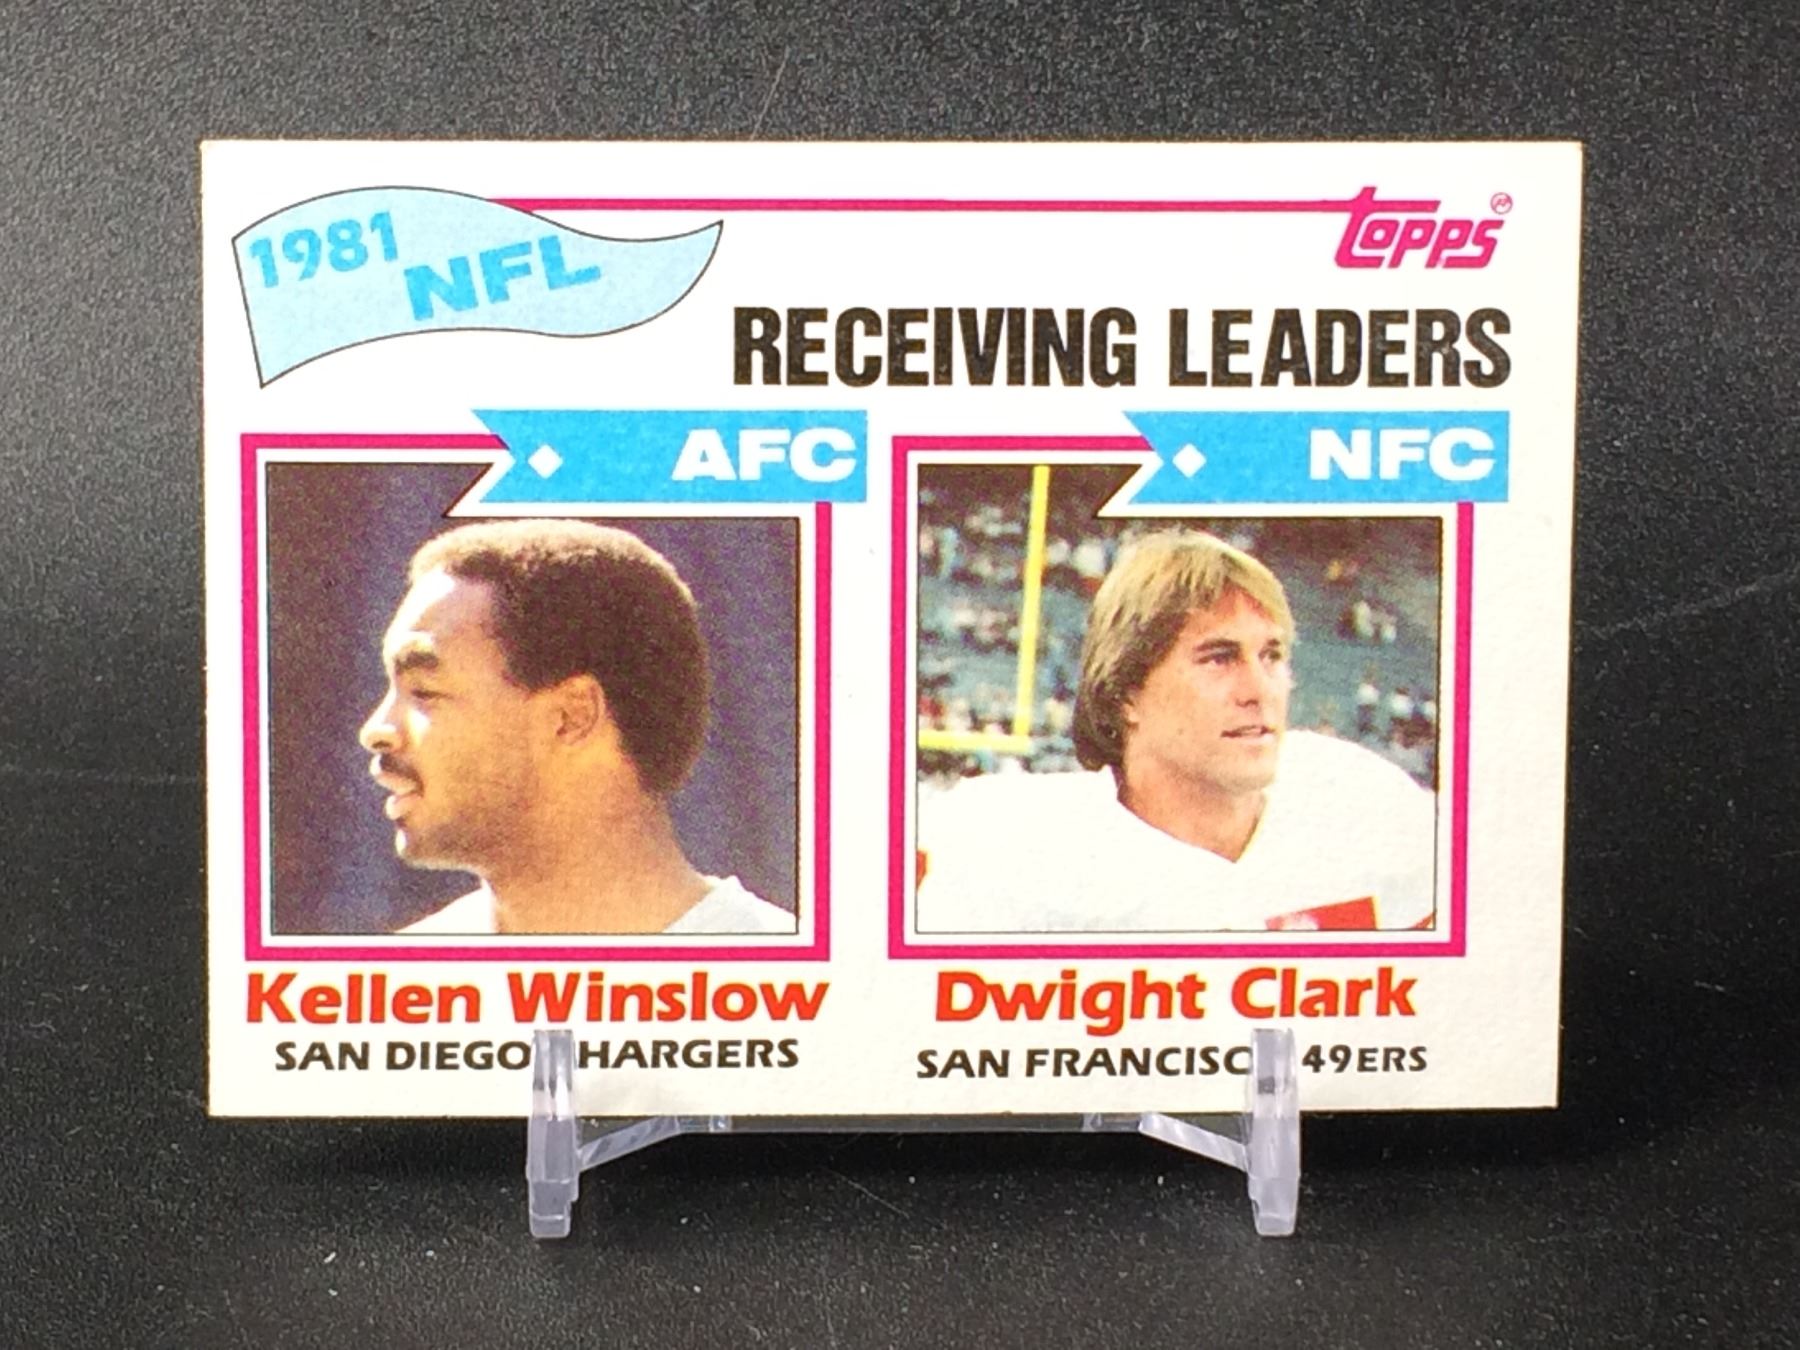 1981 NFL
topps
RECEIVING LEADERS
AFC
NFC
Kellen Winslow
SAN DIEGO HARGERS
Dwight Clark
SAN FRANCISC 49ERS